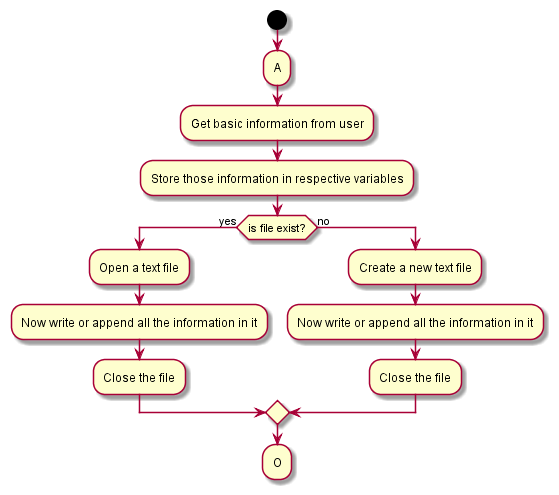 A
Get basic information from user
Store those information in respective variables
yes
is file exist?
no
Open a text file
Create a new text file
Now write or append all the information in it
Now write or append all the information in it
Close the file
Close the file
O